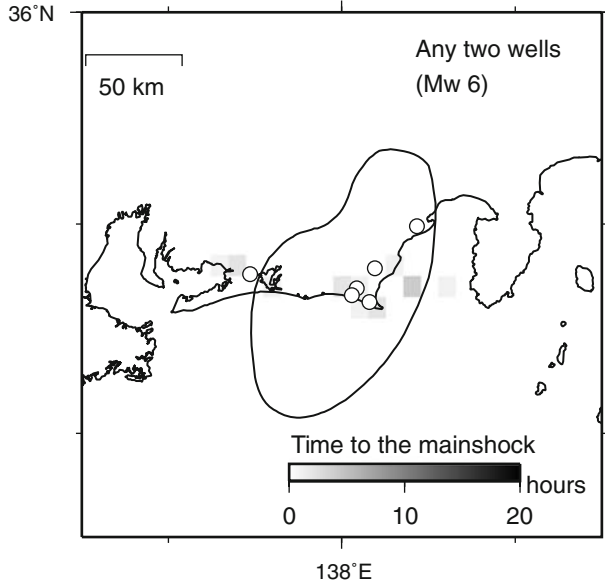 36˚N
Any two wells
(Mw 6)
50 km
Time to the mainshock
hours
0 10 20
138˚E